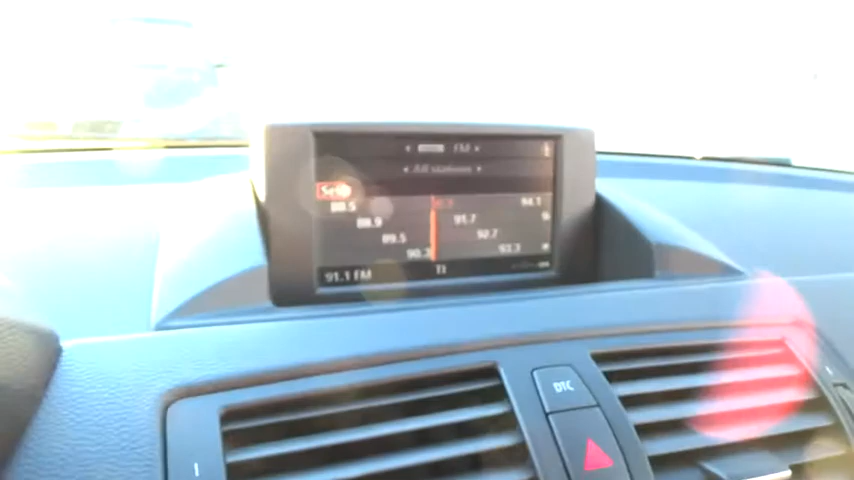 FM
All stations
Set
88.5 94.1
88.9 91.7
89.5 92.7
90.3 93.3
91.1 FM TI
DTC